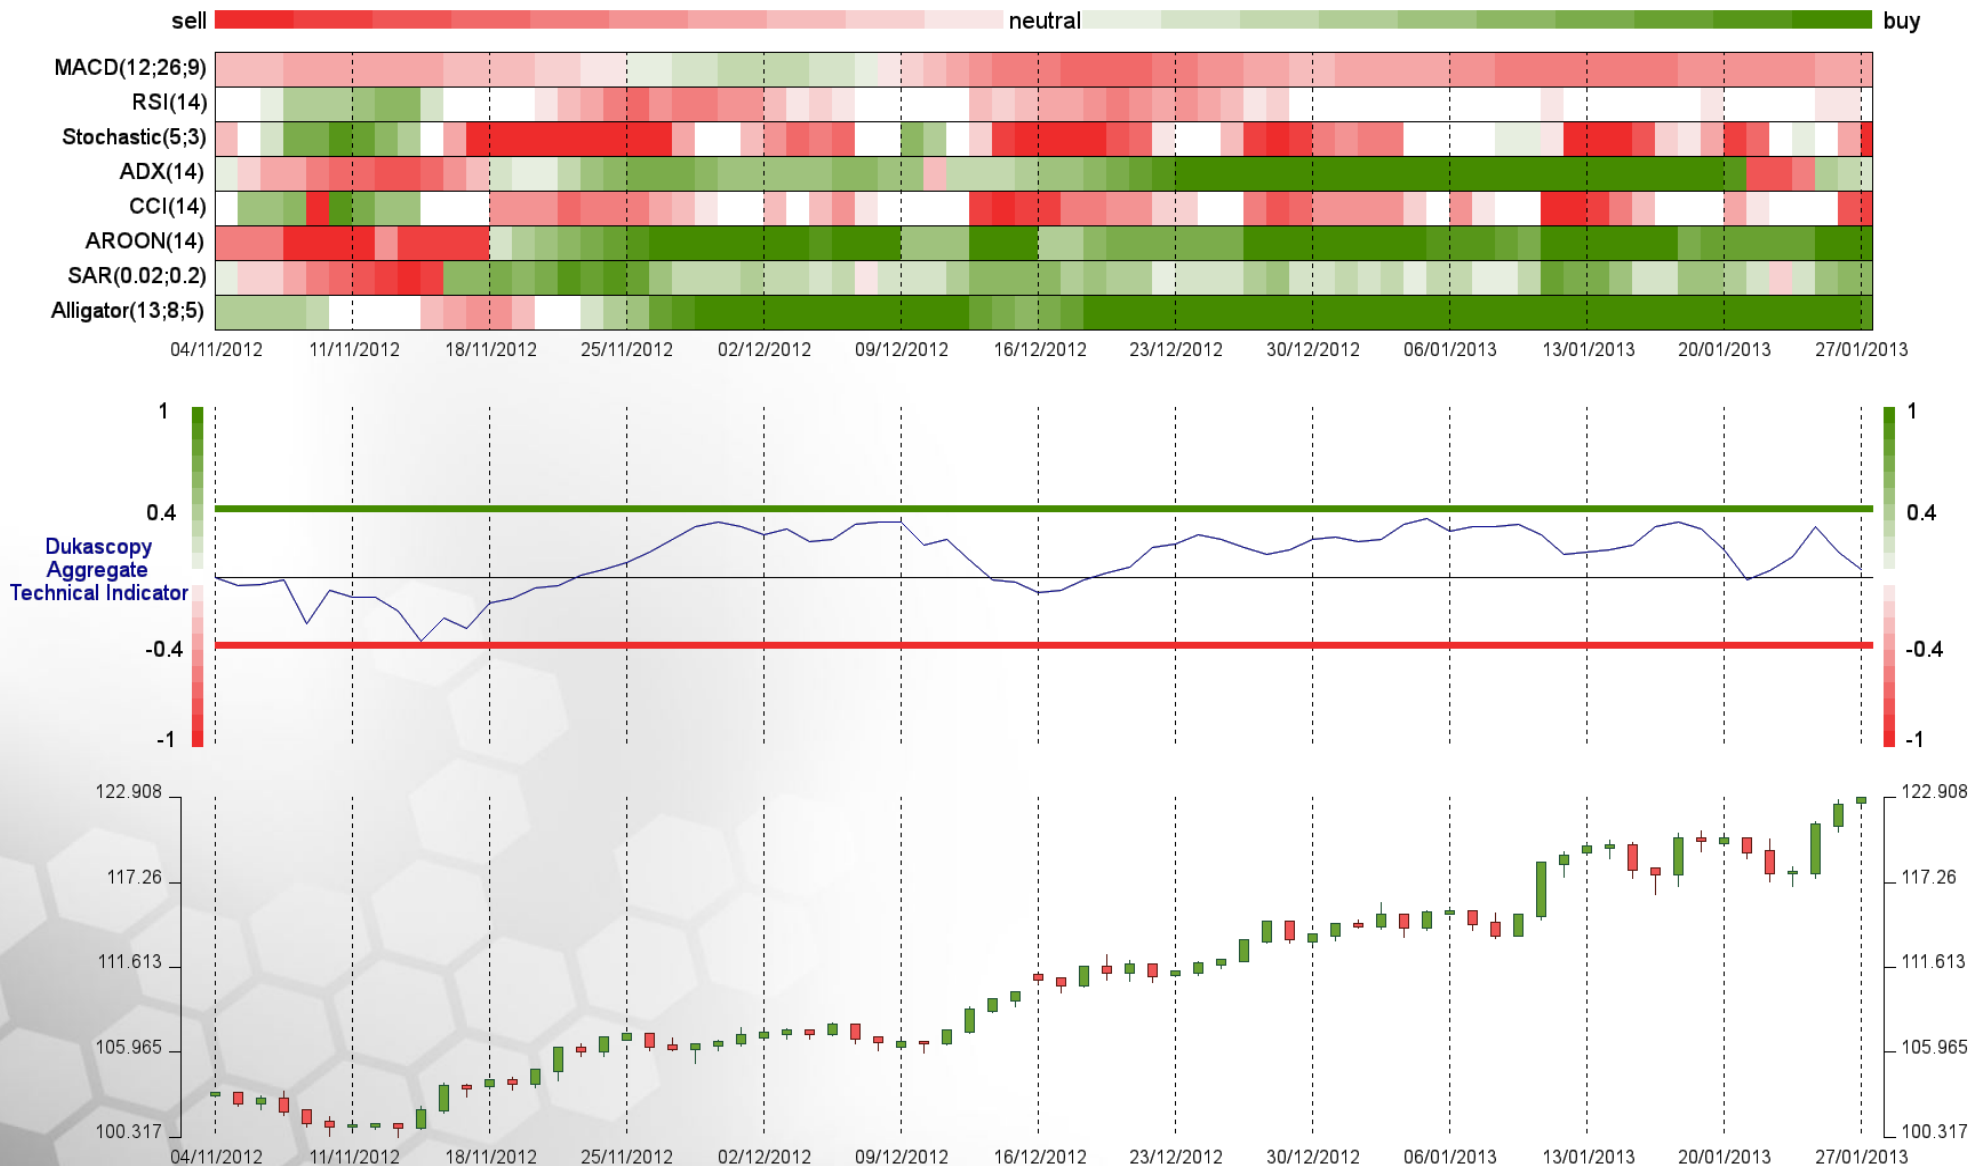 sell neutral buy
MACD(12;26;9)
RSI(14)
Stochastic(5;3)
ADX(14)
CCI(14)
AROON(14)
SAR(0.02;0.2)
Alligator(13;8;5)
04/11/2012 11/11/2012 18/11/2012 25/11/2012 02/12/2012 09/12/2012 16/12/2012 23/12/2012 30/12/2012 06/01/2013 13/01/2013 20/01/2013 27/01/2013
1 1
0.4 0.4
Dukascopy
Aggregate
Technical Indicator
-0.4 -0.4
-1 -1
122.908 122.908
117.26 117.26
111.613 111.613
105.965 105.965
100.317 100.317
04/11/2012 11/11/2012 18/11/2012 25/11/2012 02/12/2012 09/12/2012 16/12/2012 23/12/2012 30/12/2012 06/01/2013 13/01/2013 20/01/2013 27/01/2013